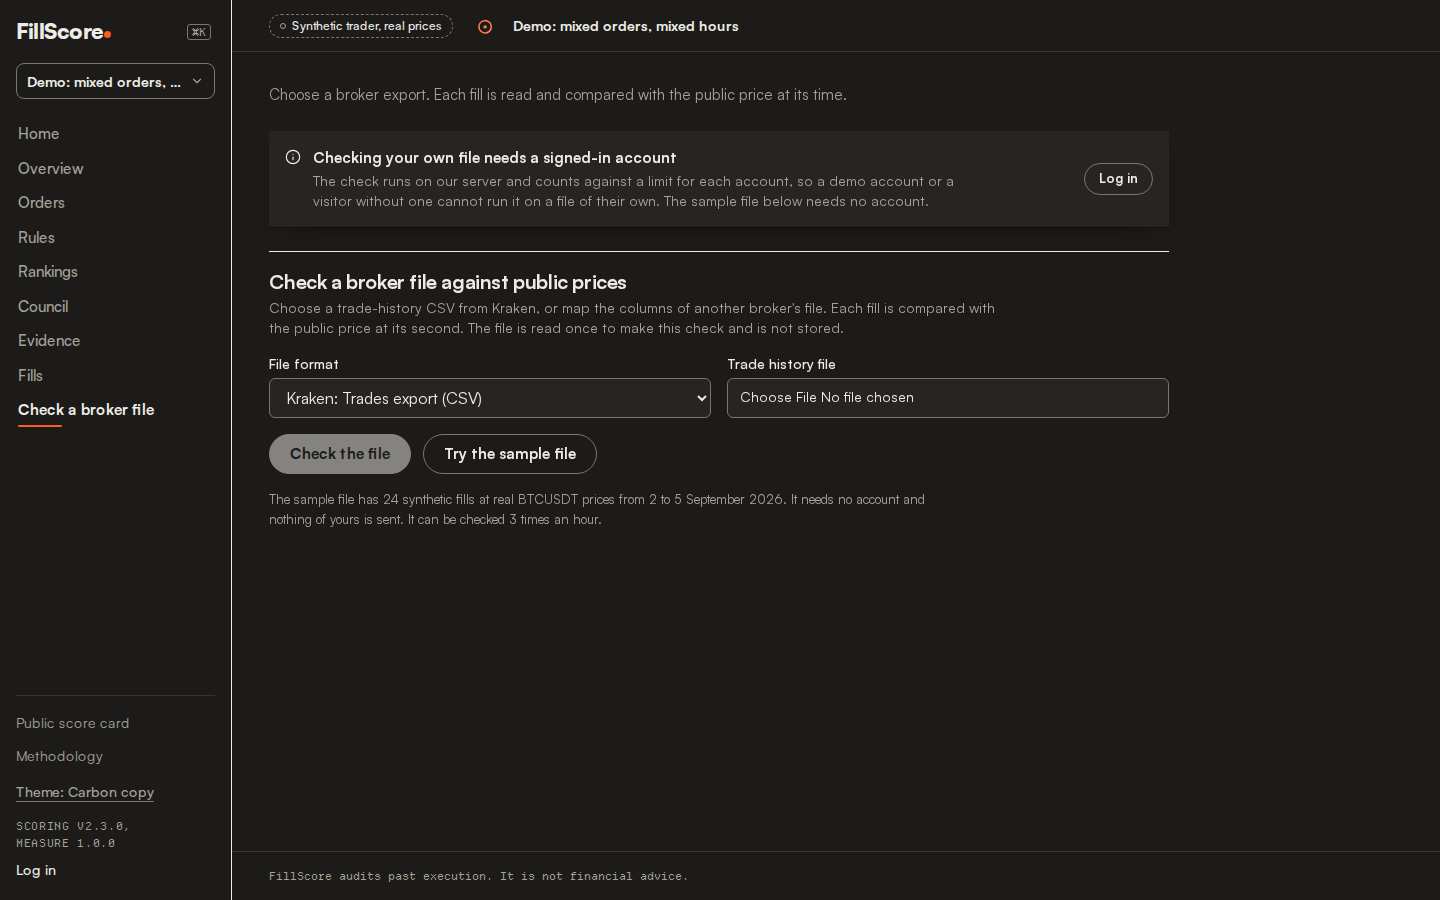 FillScore
⌘K
Demo: mixed orders, ...
Home
Overview
Orders
Rules
Rankings
Council
Evidence
Fills
Check a broker file
Public score card
Methodology
Theme: Carbon copy
SCORING V2.3.0,
MEASURE 1.0.0
Log in
Synthetic trader, real prices
Demo: mixed orders, mixed hours
Choose a broker export. Each fill is read and compared with the public price at its time.
Checking your own file needs a signed-in account
The check runs on our server and counts against a limit for each account, so a demo account or a
visitor without one cannot run it on a file of their own. The sample file below needs no account.
Log in
Check a broker file against public prices
Choose a trade-history CSV from Kraken, or map the columns of another broker's file. Each fill is compared with
the public price at its second. The file is read once to make this check and is not stored.
File format
Trade history file
Kraken: Trades export (CSV)
Choose File No file chosen
Check the file
Try the sample file
The sample file has 24 synthetic fills at real BTCUSDT prices from 2 to 5 September 2026. It needs no account and
nothing of yours is sent. It can be checked 3 times an hour.
FillScore audits past execution. It is not financial advice.